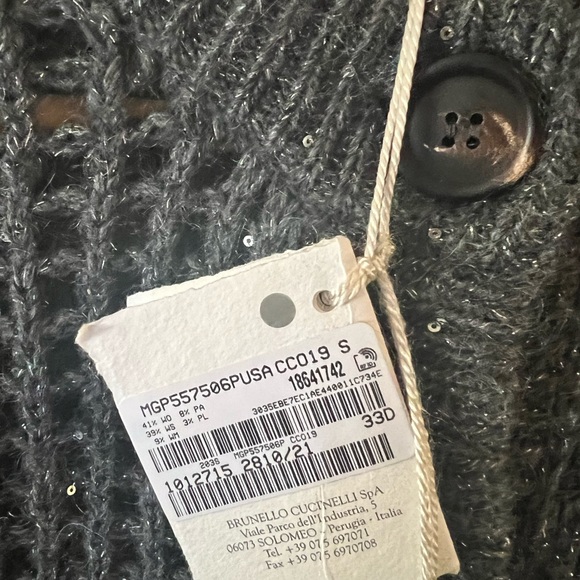 MGP557506PUSA CC019 S
41% WO 8% PA
18641742
39% WS 3% PL
9% WM
3035EBE7EC1AE440011C734E
33D
203S MGP557506P CC019
1012715 2810/21
BRUNELLO CUCINELLI SpA
Viale Parco dell'Industria, 5
06073 SOLOMEO - Perugia - Italia
Tel. +39 075 697071
Fax +39 075 6970708